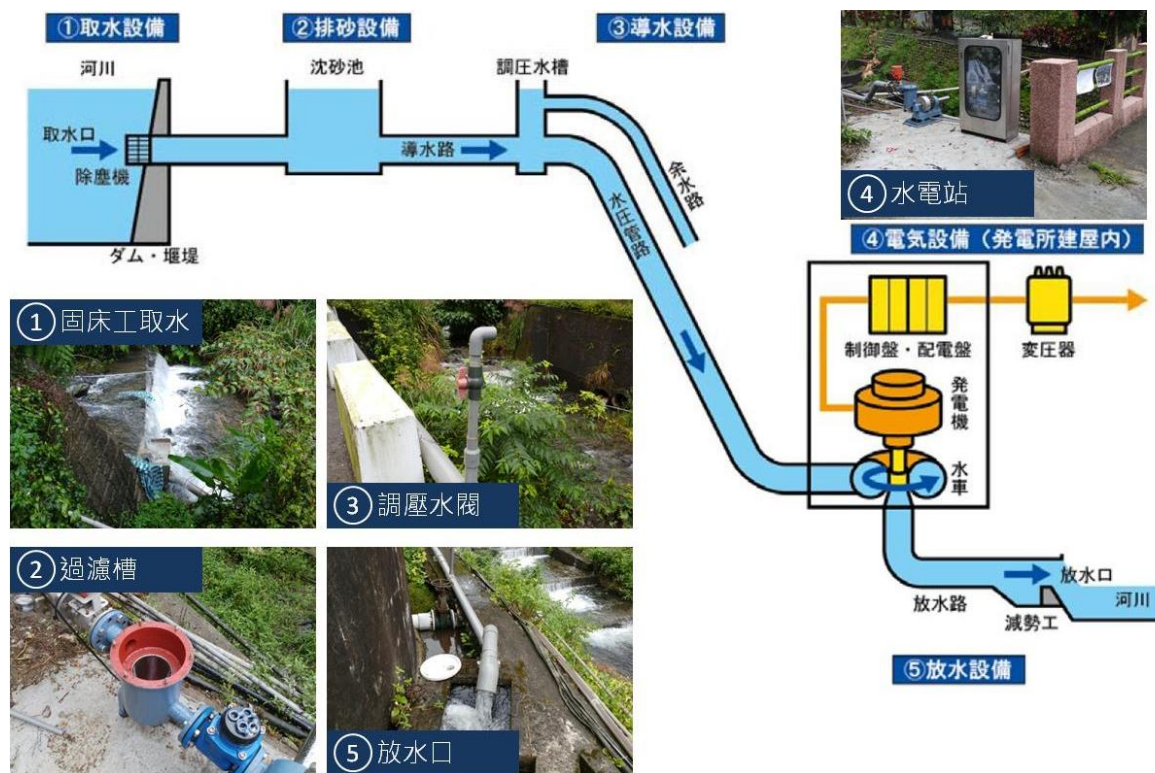 ①取水設備
②排砂設備
③導水設備
河川
沈砂池
調圧水槽
取水口
除塵機
導水路
余水路
水圧管路
ダム・堰堤
④水電站
④電気設備（発電所建屋内）
制御盤・配電盤
変圧器
発電機
水車
放水口
放水路
河川
減勢工
⑤放水設備
①固床工取水
③調壓水閥
②過濾槽
⑤放水口